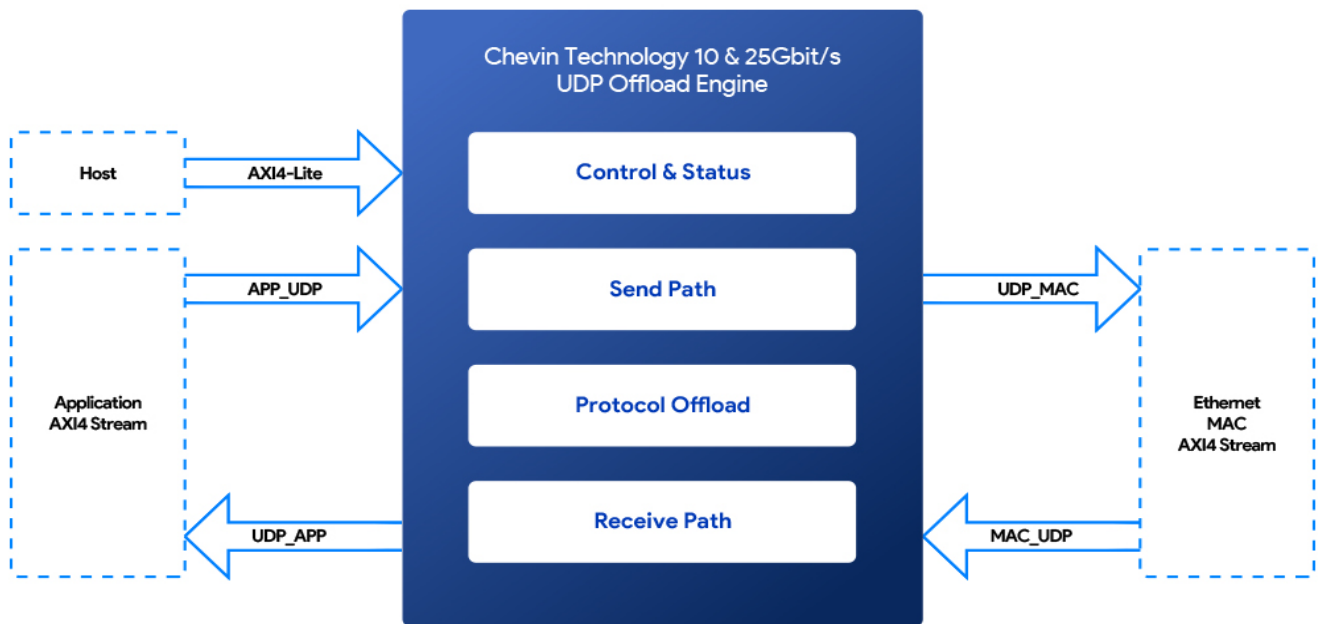 Chevin Technology 10 & 25Gbit/s
UDP Offload Engine
Host
AXI4-Lite
Control & Status
APP_UDP
Send Path
UDP_MAC
Application
AXI4 Stream
Protocol Offload
Ethernet
MAC
AXI4 Stream
UDP_APP
Receive Path
MAC_UDP